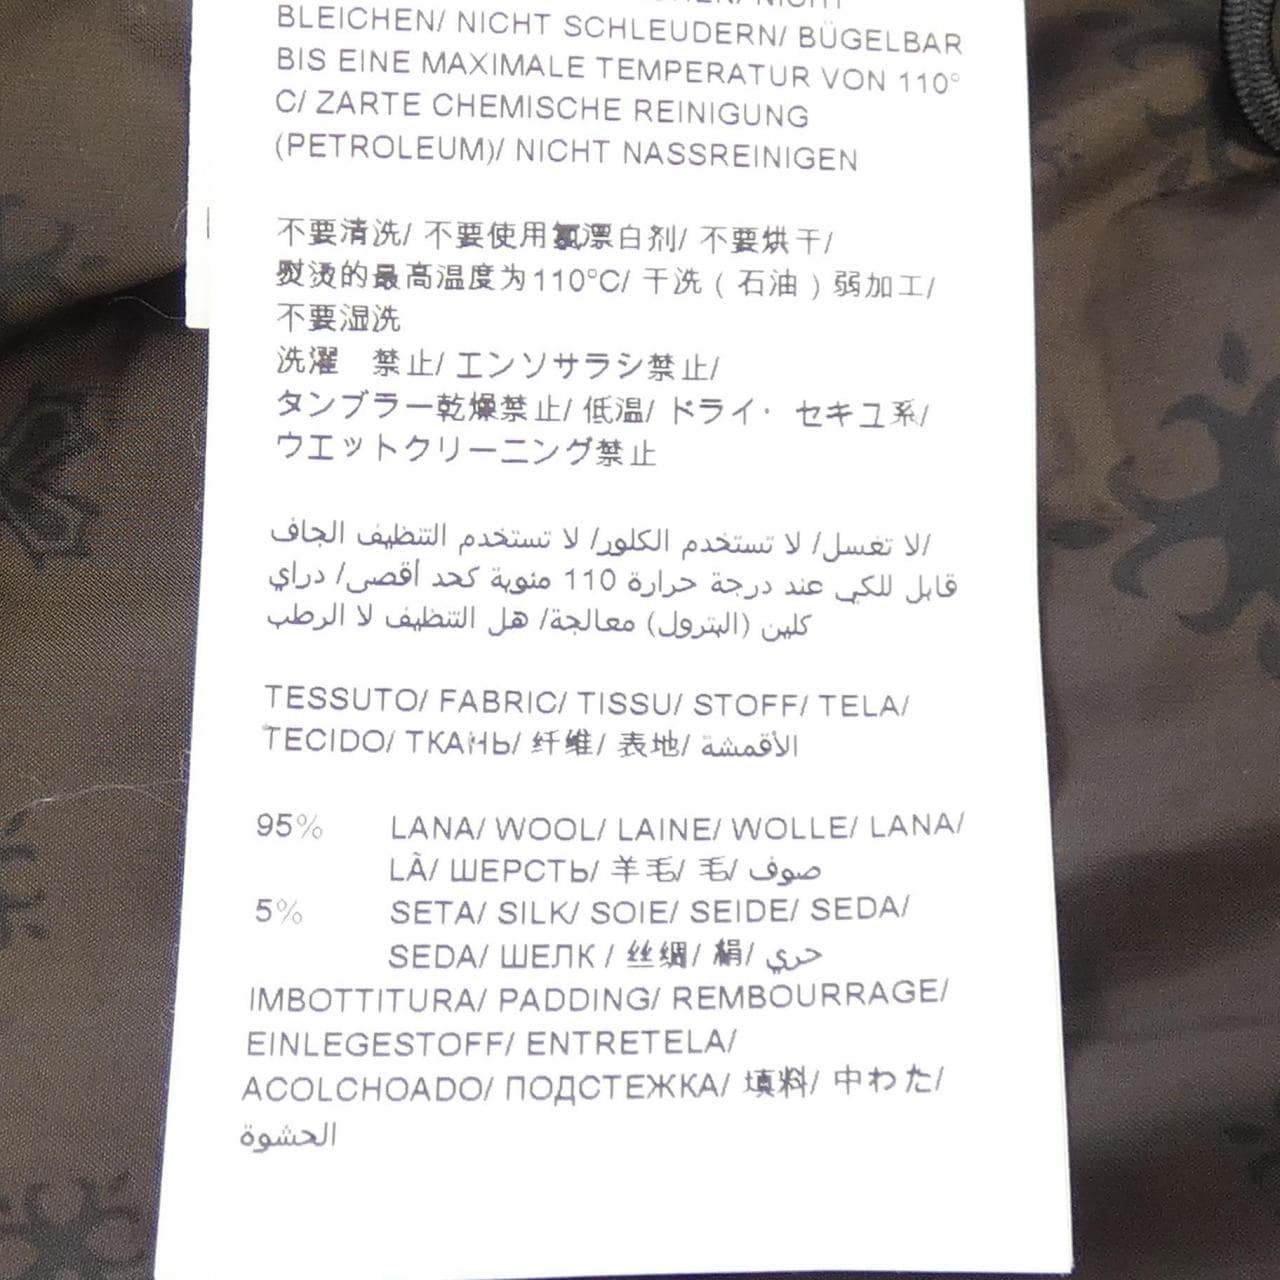 NICHT
BLEICHEN/ NICHT SCHLEUDERN/ BÜGELBAR
BIS EINE MAXIMALE TEMPERATUR VON 110°
C/ ZARTE CHEMISCHE REINIGUNG
(PETROLEUM)/ NICHT NASSREINIGEN
不要清洗/ 不要使用氯漂白剂/ 不要烘干/
熨烫的最高温度为110°C/ 干洗 ( 石油 ) 弱加工/
不要湿洗
洗濯 禁止/ エンソサラシ禁止/
タンブラー乾燥禁止/ 低温/ ドライ· セキユ系/
ウエットクリーニング禁止
لا تغسل/ لا تستخدم الكلور/ لا تستخدم التنظيف الجاف/
قابل للكي عند درجة حرارة 110 مئوية كحد أقصى/ دراي
كلين (البترول) معالجة/ هل التنظيف لا الرطب
TESSUTO/ FABRIC/ TISSU/ STOFF/ TELA/
TECIDO/ ТКАНЬ/ 纤维/ 表地/ الأقمشة
95% LANA/ WOOL/ LAINE/ WOLLE/ LANA/
LÃ/ ШЕРСТЬ/ 羊毛/ 毛/ صوف
5% SETA/ SILK/ SOIE/ SEIDE/ SEDA/
SEDA/ ШЕЛК / 丝绸/ 絹/ حري
IMBOTTITURA/ PADDING/ REMBOURRAGE/
EINLEGESTOFF/ ENTRETELA/
ACOLCHOADO/ ПОДСТЕЖКА/ 填料/ 中わた/
الحشوة